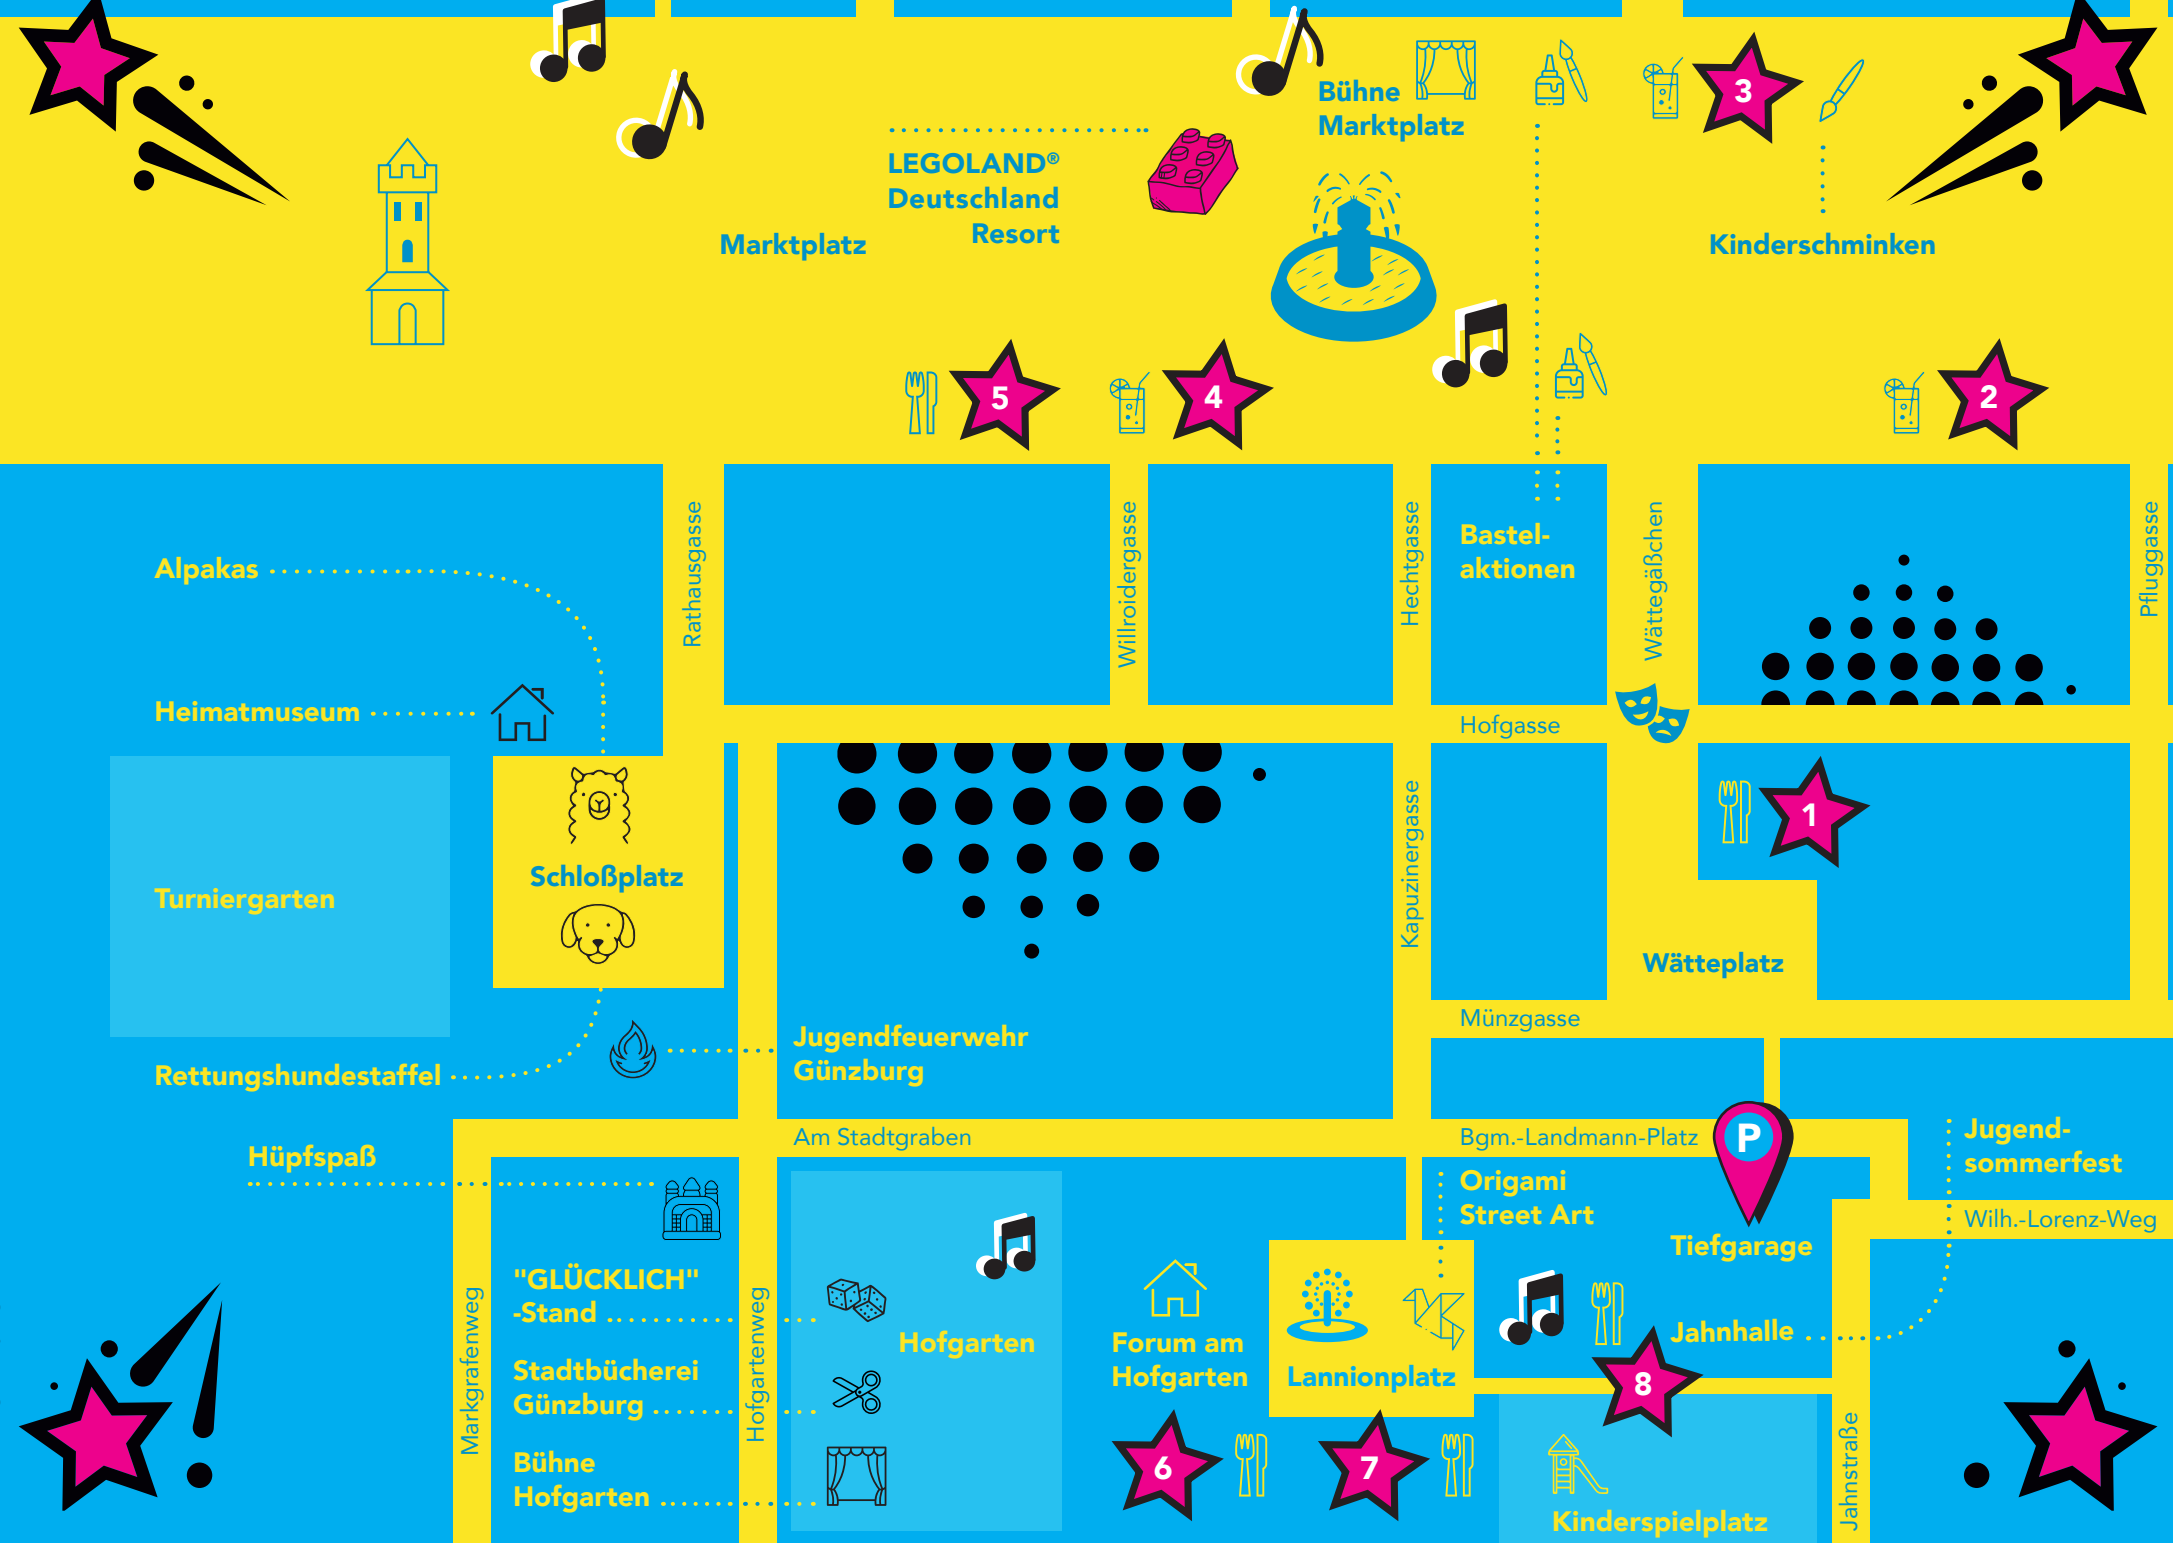 Bühne
Marktplatz
3
LEGOLAND®
Deutschland
Resort
Marktplatz
Kinderschminken
5
4
2
Rathausgasse
Willroidergasse
Hechtgasse
Wättegäßchen
Pfluggasse
Bastel-
aktionen
Alpakas
Heimatmuseum
Hofgasse
1
Kapuzinergasse
Schloßplatz
Turniergarten
Wätteplatz
Münzgasse
Jugendfeuerwehr
Günzburg
Rettungshundestaffel
Am Stadtgraben
Bgm.-Landmann-Platz
P
Jugend-
sommerfest
Hüpfspaß
Origami
Street Art
Wilh.-Lorenz-Weg
Tiefgarage
"GLÜCKLICH"
-Stand
Markgrafenweg
Hofgartenweg
Hofgarten
Forum am
Hofgarten
Lannionplatz
Jahnhalle
8
Stadtbücherei
Günzburg
6
7
Bühne
Hofgarten
Jahnstraße
Kinderspielplatz